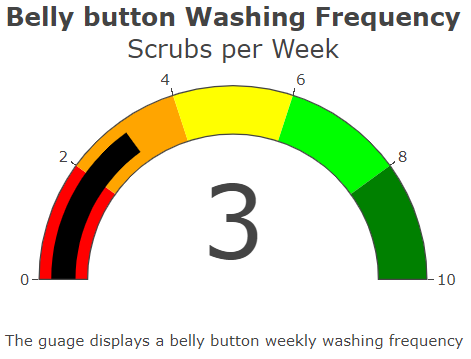 Belly button Washing Frequency
Scrubs per Week
4
6
2
8
3
0
10
The guage displays a belly button weekly washing frequency